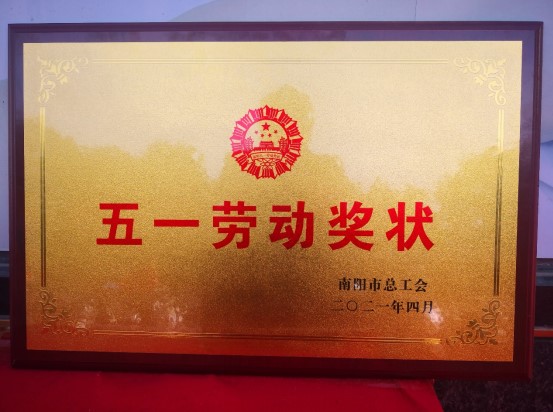 五一劳动奖状
南阳市总工会
二〇二一年四月